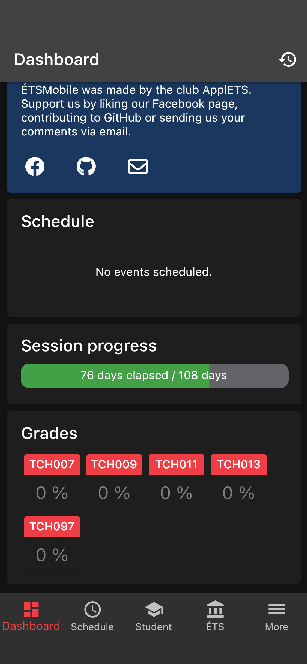 Dashboard
ÉTSMobile was made by the club ApplETS.
Support us by liking our Facebook page,
contributing to GitHub or sending us your
comments via email.
Schedule
No events scheduled.
Session progress
76 days elapsed / 108 days
Grades
TCH007 TCH009 TCH011 TCH013
0 % 0 % 0 % 0 %
TCH097
0 %
Dashboard Schedule Student ÉTS More